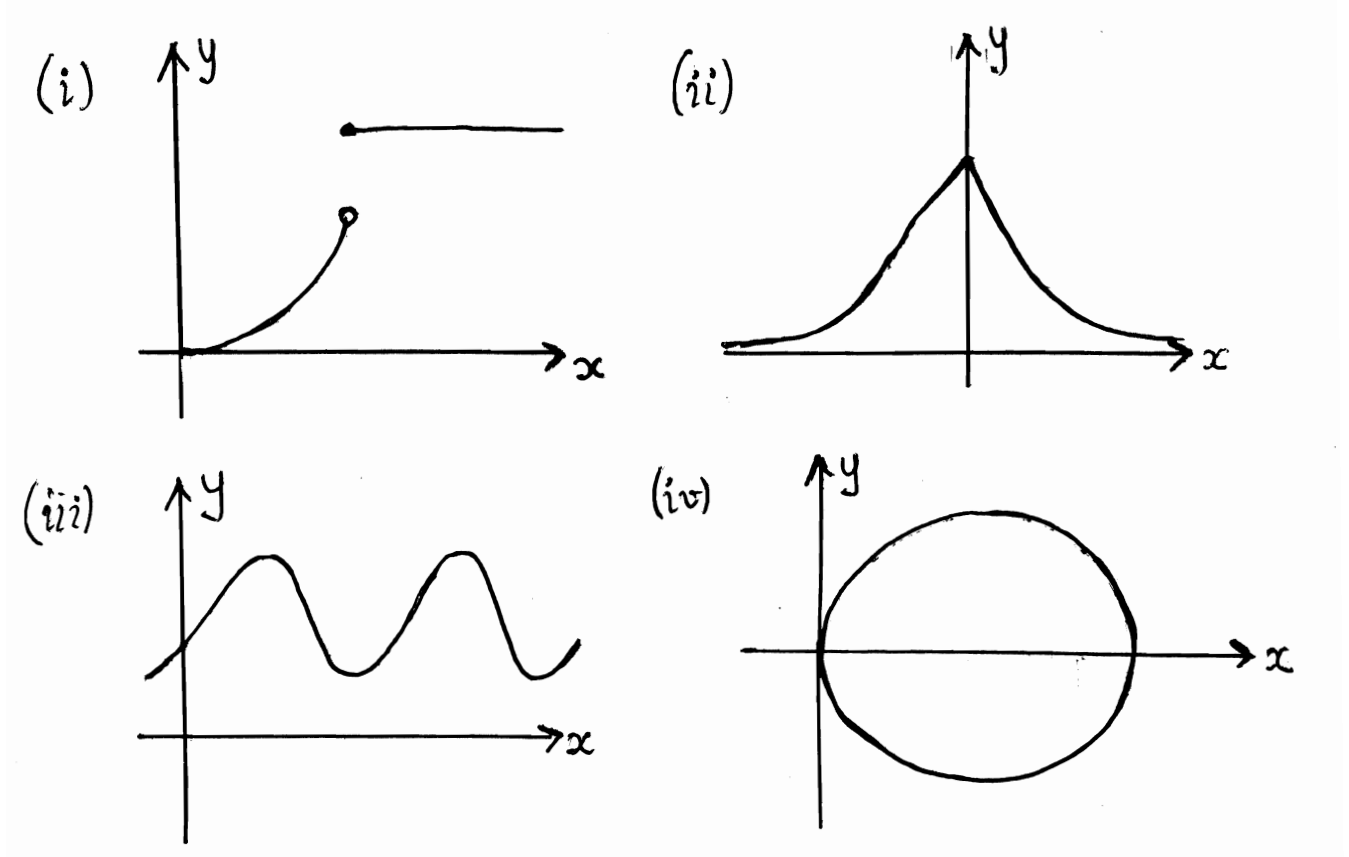 (i) y
x
(ii) y
x
(iii) y
x
(iv) y
x